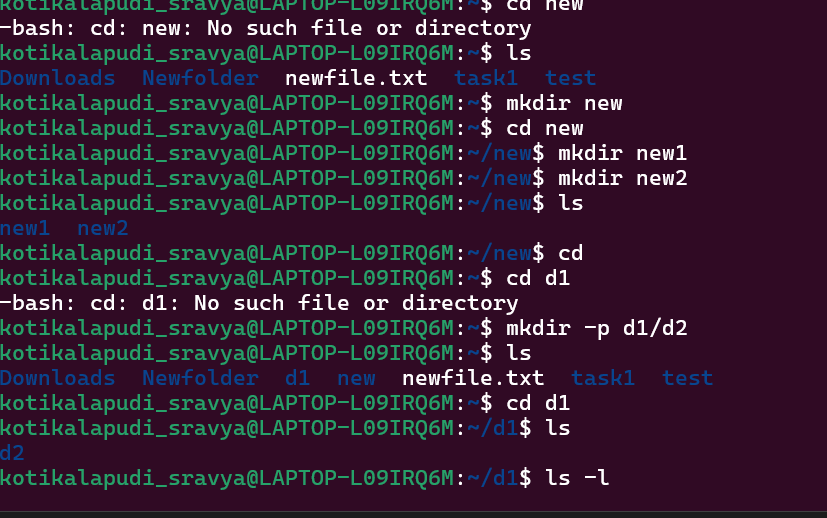 kotikalapudi_sravya@LAPTOP-L09IRQ6M:~$ cd new
-bash: cd: new: No such file or directory
kotikalapudi_sravya@LAPTOP-L09IRQ6M:~$ ls
Downloads  Newfolder  newfile.txt  task1  test
kotikalapudi_sravya@LAPTOP-L09IRQ6M:~$ mkdir new
kotikalapudi_sravya@LAPTOP-L09IRQ6M:~$ cd new
kotikalapudi_sravya@LAPTOP-L09IRQ6M:~/new$ mkdir new1
kotikalapudi_sravya@LAPTOP-L09IRQ6M:~/new$ mkdir new2
kotikalapudi_sravya@LAPTOP-L09IRQ6M:~/new$ ls
new1  new2
kotikalapudi_sravya@LAPTOP-L09IRQ6M:~/new$ cd
kotikalapudi_sravya@LAPTOP-L09IRQ6M:~$ cd d1
-bash: cd: d1: No such file or directory
kotikalapudi_sravya@LAPTOP-L09IRQ6M:~$ mkdir -p d1/d2
kotikalapudi_sravya@LAPTOP-L09IRQ6M:~$ ls
Downloads  Newfolder  d1  new  newfile.txt  task1  test
kotikalapudi_sravya@LAPTOP-L09IRQ6M:~$ cd d1
kotikalapudi_sravya@LAPTOP-L09IRQ6M:~/d1$ ls
d2
kotikalapudi_sravya@LAPTOP-L09IRQ6M:~/d1$ ls -l